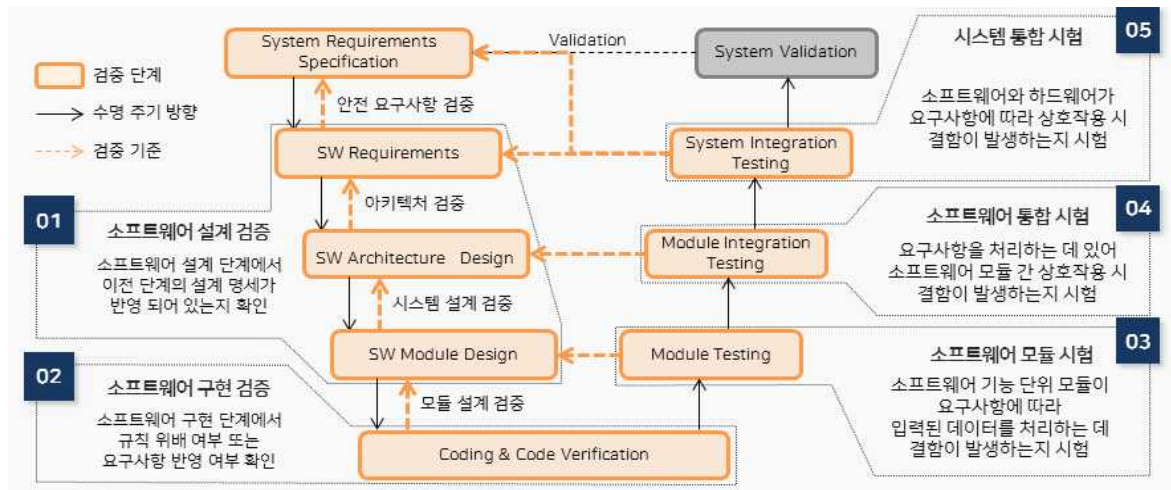 검증 단계
수명 주기 방향
검증 기준
System Requirements
Specification
Validation
System Validation
안전 요구사항 검증
SW Requirements
System Integration
Testing
아키텍처 검증
SW Architecture Design
Module Integration
Testing
시스템 설계 검증
SW Module Design
Module Testing
모듈 설계 검증
Coding & Code Verification
01
소프트웨어 설계 검증
소프트웨어 설계 단계에서
이전 단계의 설계 명세가
반영 되어 있는지 확인
02
소프트웨어 구현 검증
소프트웨어 구현 단계에서
규칙 위배 여부 또는
요구사항 반영 여부 확인
03
소프트웨어 모듈 시험
소프트웨어 기능 단위 모듈이
요구사항에 따라
입력된 데이터를 처리하는 데
결함이 발생하는지 시험
04
소프트웨어 통합 시험
요구사항을 처리하는 데 있어
소프트웨어 모듈 간 상호작용 시
결함이 발생하는지 시험
05
시스템 통합 시험
소프트웨어와 하드웨어가
요구사항에 따라 상호작용 시
결함이 발생하는지 시험